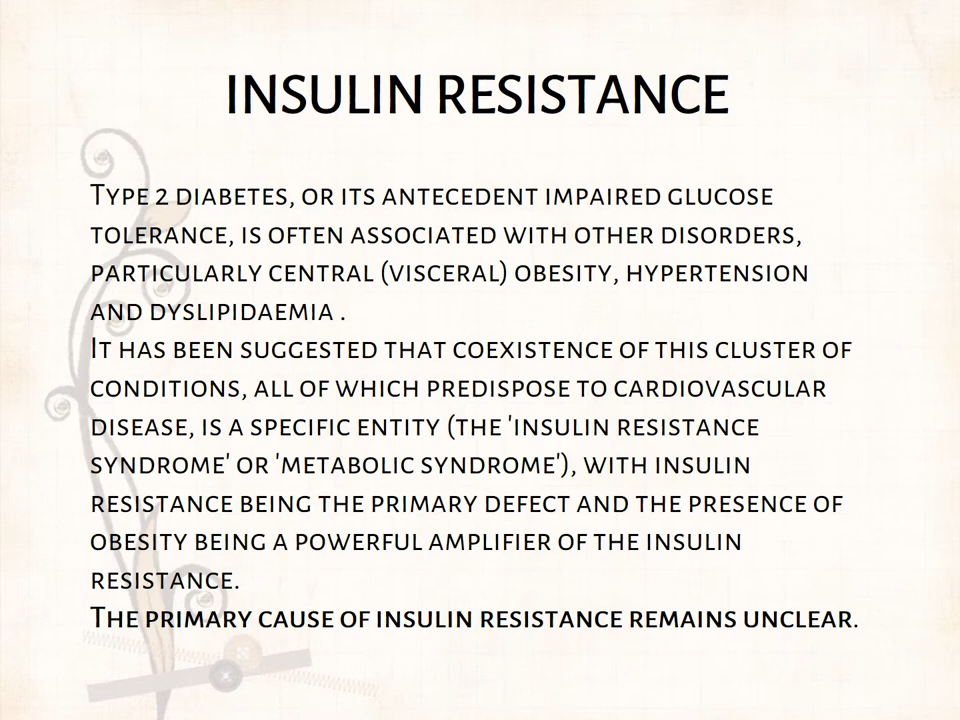 INSULIN RESISTANCE
Type 2 diabetes, or its antecedent impaired glucose
tolerance, is often associated with other disorders,
particularly central (visceral) obesity, hypertension
and dyslipidaemia .
It has been suggested that coexistence of this cluster of
conditions, all of which predispose to cardiovascular
disease, is a specific entity (the 'insulin resistance
syndrome' or 'metabolic syndrome'), with insulin
resistance being the primary defect and the presence of
obesity being a powerful amplifier of the insulin
resistance.
The primary cause of insulin resistance remains unclear.